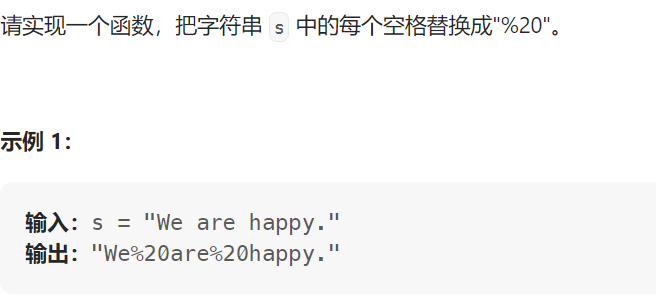 请实现一个函数，把字符串 s 中的每个空格替换成"%20"。
示例 1：
输入：s = "We are happy."
输出："We%20are%20happy."